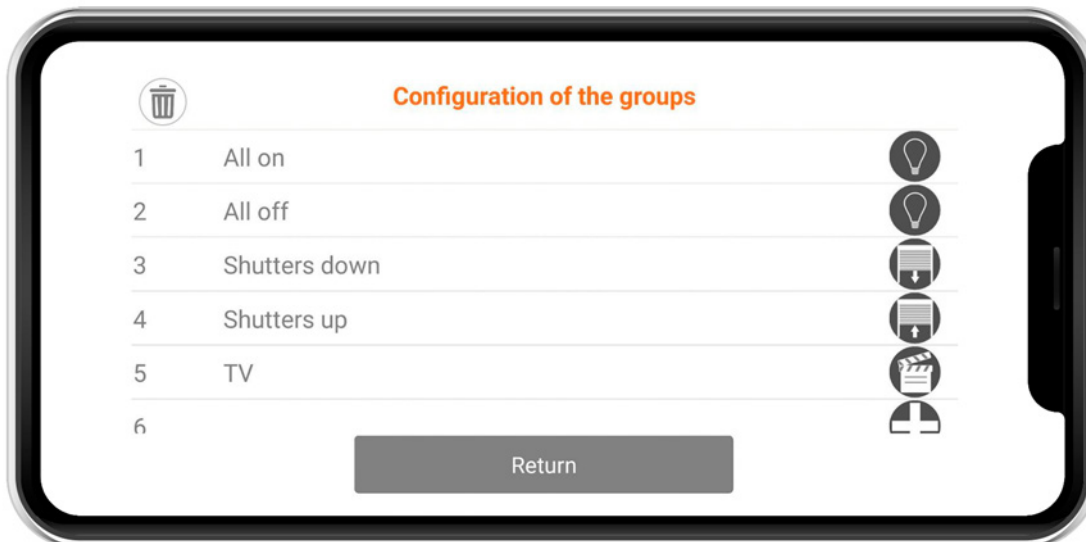 Configuration of the groups
1 All on
2 All off
3 Shutters down
4 Shutters up
5 TV
6
Return